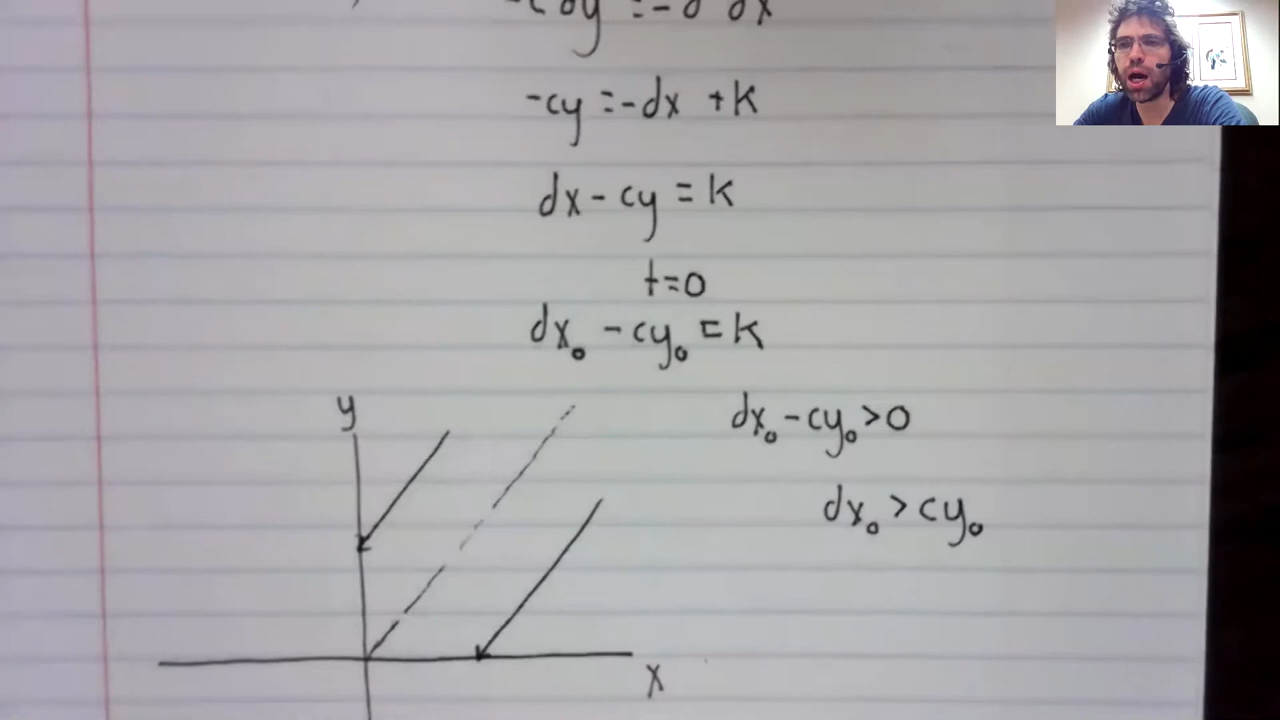 -cy = -dx + k
dx - cy = k
t=0
dx₀ - cy₀ = k
y
dx₀ - cy₀ > 0
dx₀ > cy₀
x